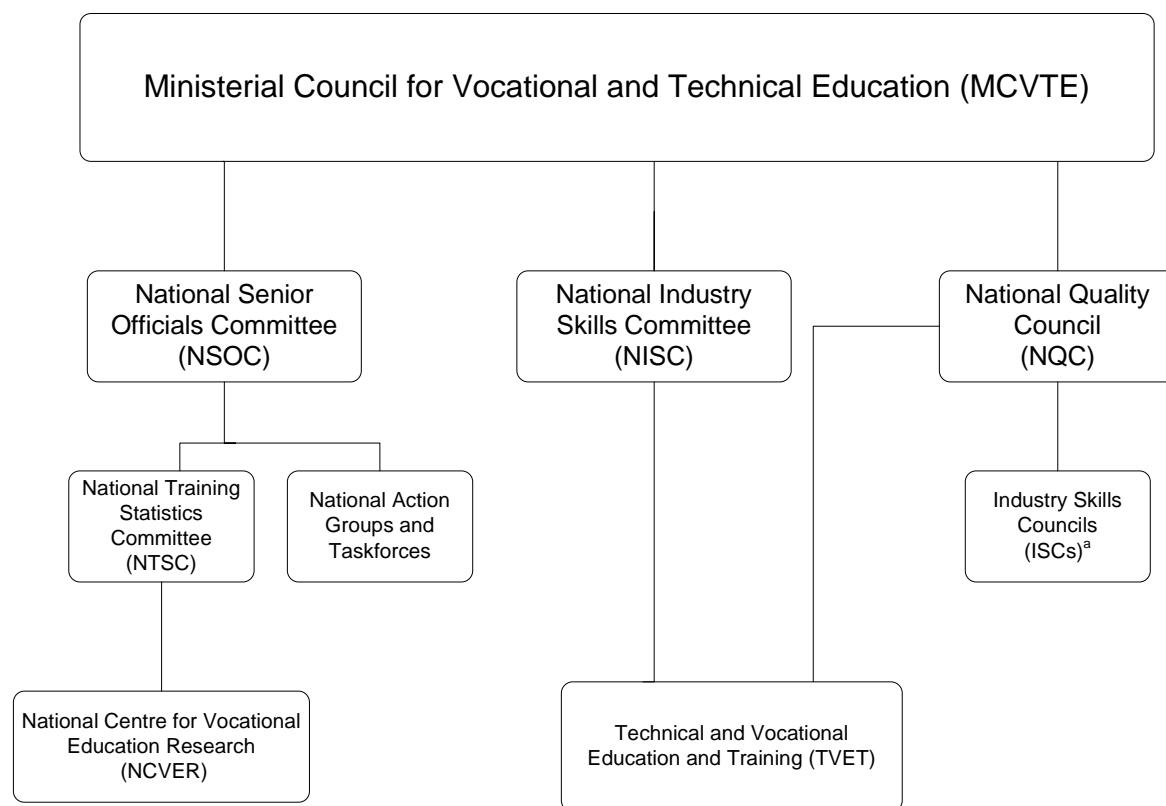 Ministerial Council for Vocational and Technical Education (MCVTE)
National Senior
Officials Committee
(NSOC)
National Industry
Skills Committee
(NISC)
National Quality
Council
(NQC)
National Training
Statistics
Committee
(NTSC)
National Action
Groups and
Taskforces
Industry Skills
Councils
(ISCs)ᵃ
National Centre for Vocational
Education Research
(NCVER)
Technical and Vocational
Education and Training (TVET)